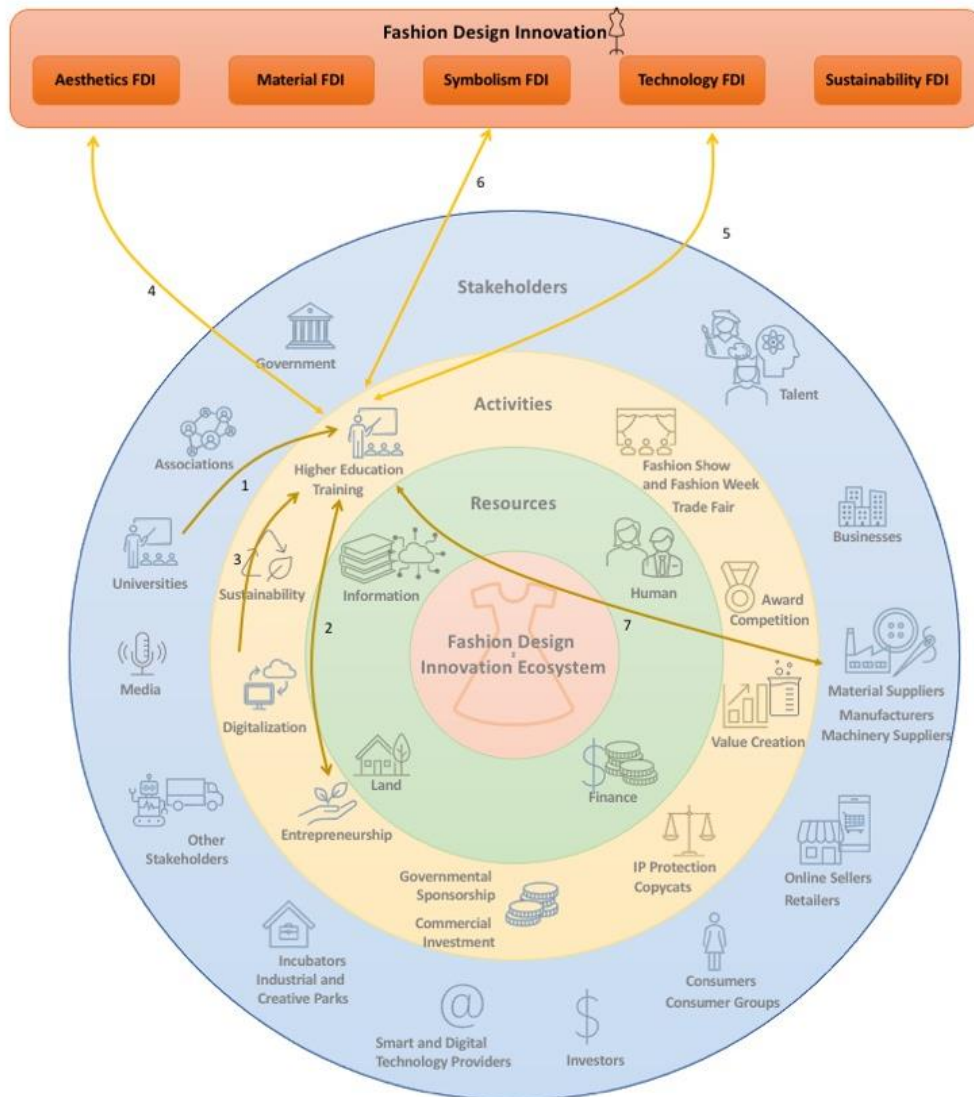 Fashion Design Innovation
Aesthetics FDI
Material FDI
Symbolism FDI
Technology FDI
Sustainability FDI
6
5
4
Stakeholders
Government
Talent
Activities
Associations
Higher Education
Training
Fashion Show
and Fashion Week
Trade Fair
1
Resources
Businesses
Universities
3
Sustainability
Information
Human
Award
Competition
2
7
Fashion Design
Innovation Ecosystem
Media
Digitalization
Material Suppliers
Manufacturers
Machinery Suppliers
Value Creation
Land
$
Finance
Entrepreneurship
Other
Stakeholders
IP Protection
Copycats
Online Sellers
Retailers
Governmental
Sponsorship
Commercial
Investment
Incubators
Industrial and
Creative Parks
Consumers
Consumer Groups
@
Smart and Digital
Technology Providers
$
Investors